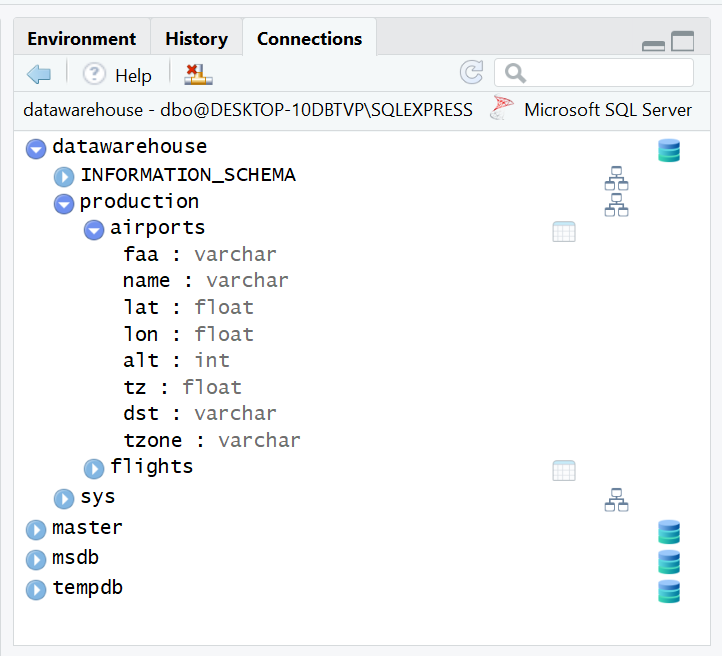 Environment History Connections
Help
datawarehouse - dbo@DESKTOP-10DBTVP\SQLEXPRESS Microsoft SQL Server
datawarehouse
INFORMATION_SCHEMA
production
airports
faa : varchar
name : varchar
lat : float
lon : float
alt : int
tz : float
dst : varchar
tzone : varchar
flights
sys
master
msdb
tempdb